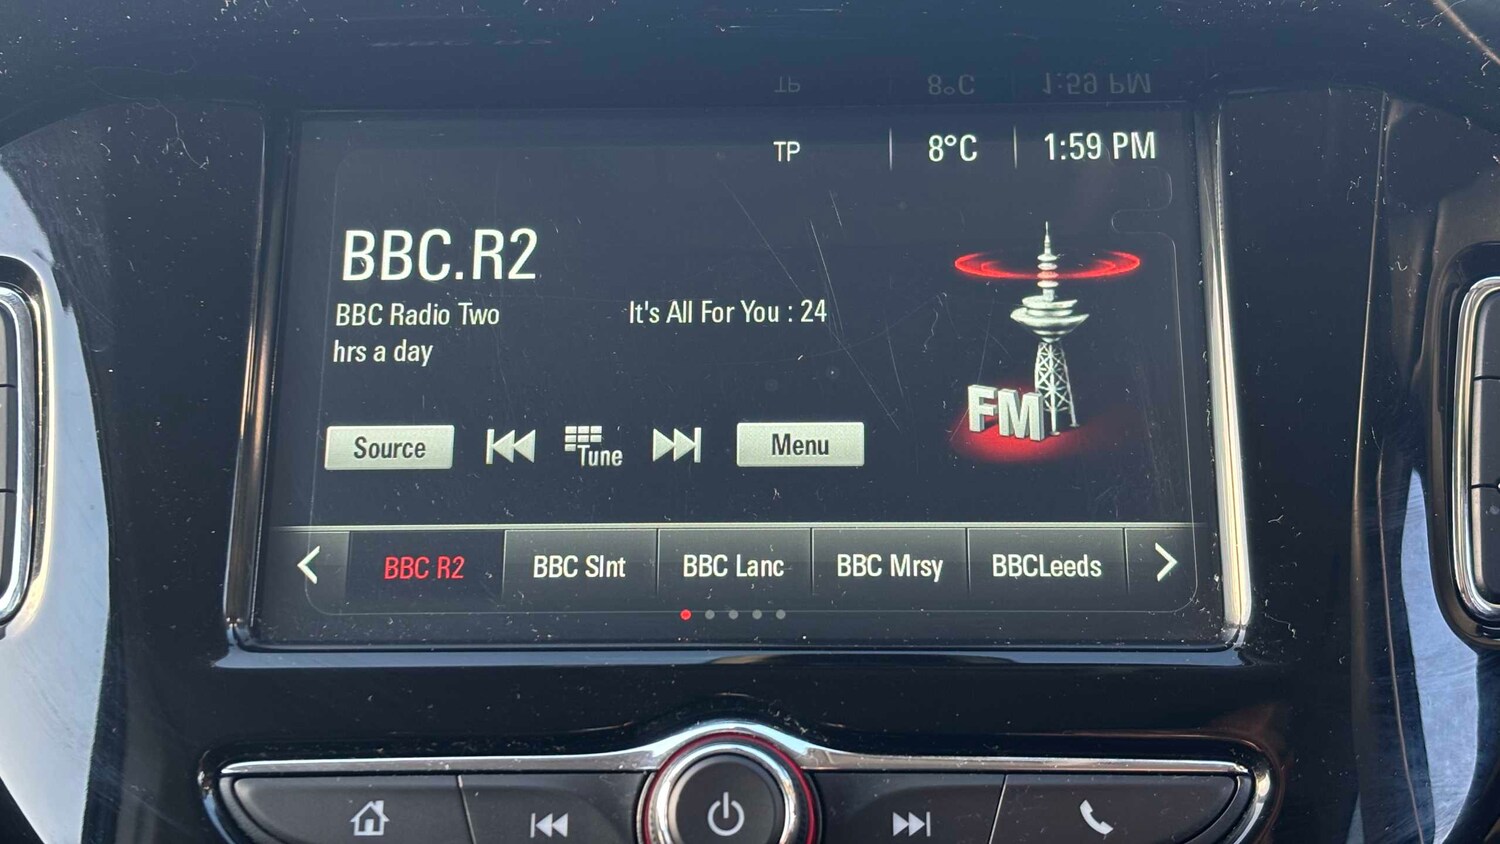 TP 8°C 1:59 PM
BBC.R2
BBC Radio Two It's All For You : 24
hrs a day
FM
Source Tune Menu
BBC R2 BBC Slnt BBC Lanc BBC Mrsy BBCLeeds